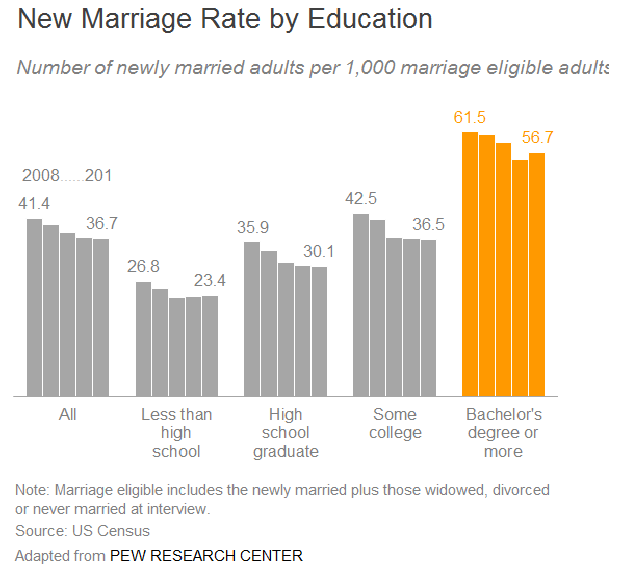 New Marriage Rate by Education
Number of newly married adults per 1,000 marriage eligible adults
61.5
56.7
2008......201
41.4
36.7
26.8
23.4
35.9
30.1
42.5
36.5
All
Less than
high
school
High
school
graduate
Some
college
Bachelor's
degree or
more
Note: Marriage eligible includes the newly married plus those widowed, divorced
or never married at interview.
Source: US Census
Adapted from PEW RESEARCH CENTER